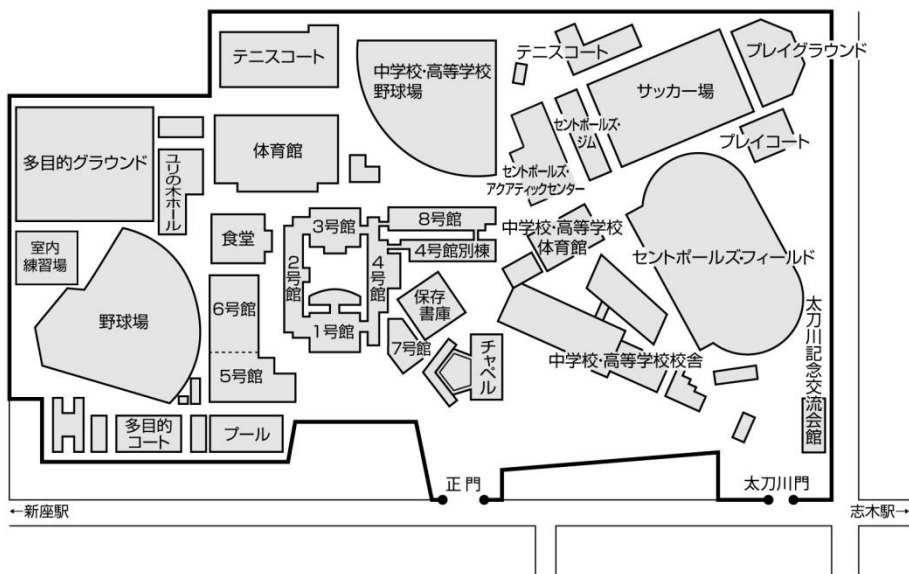 テニスコート
中学校・高等学校
野球場
テニスコート
プレイグラウンド
サッカー場
セントポールズ・
ジム
プレイコート
多目的グラウンド
ユリの木ホール
体育館
セントポールズ・
アクアティックセンター
室内
練習場
食堂
3号館
8号館
4号館別棟
中学校・高等学校
体育館
セントポールズ・フィールド
2号館
4号館
野球場
6号館
保存
書庫
1号館
7号館
チャペル
5号館
中学校・高等学校校舎
太刀川記念交流会館
多目的
コート
プール
正門
太刀川門
←新座駅
志木駅→